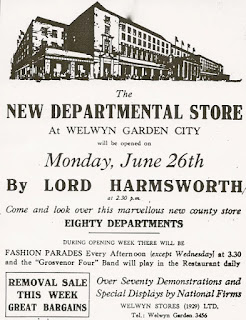 The
NEW DEPARTMENTAL STORE
At WELWYN GARDEN CITY
will be opened on
Monday, June 26th
By LORD HARMSWORTH
at 2.30 p.m.
Come and look over this marvellous new county store
EIGHTY DEPARTMENTS
DURING OPENING WEEK THERE WILL BE
FASHION PARADES Every Afternoon (except Wednesday) at 3.30
and the "Grosvenor Four" Band will play in the Restaurant daily
REMOVAL SALE
THIS WEEK
GREAT BARGAINS
Over Seventy Demonstrations and
Special Displays by National Firms
WELWYN STORES (1929) LTD.
Tel.: Welwyn Garden 3456